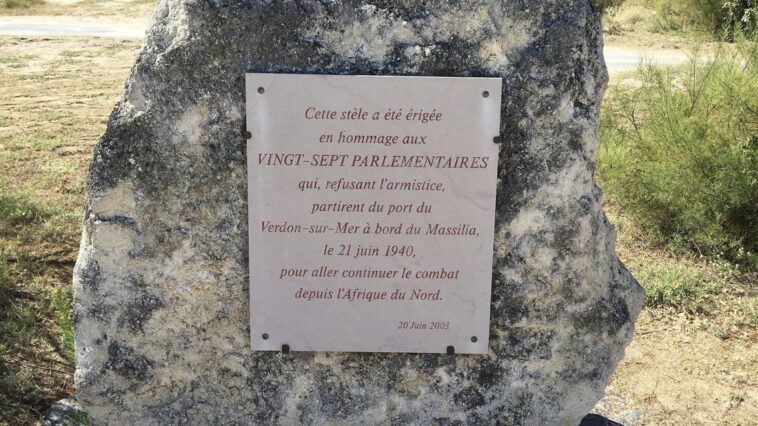 Cette stèle a été érigée
en hommage aux
VINGT-SEPT PARLEMENTAIRES
qui, refusant l'armistice,
partirent du port du
Verdon-sur-Mer à bord du Massilia,
le 21 juin 1940,
pour aller continuer le combat
depuis l'Afrique du Nord.
20 Juin 2003